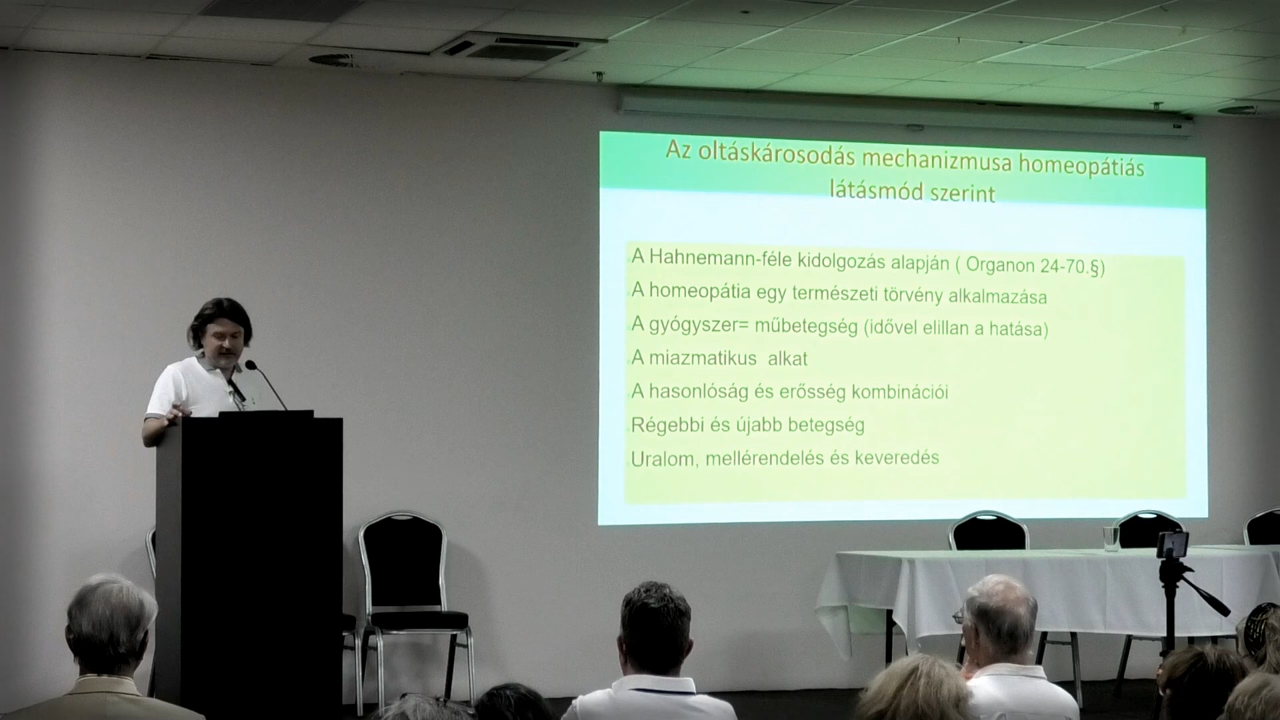 Az oltáskárosodás mechanizmusa homeopátiás
látásmód szerint
A Hahnemann-féle kidolgozás alapján ( Organon 24-70.§)
A homeopátia egy természeti törvény alkalmazása
A gyógyszer= műbetegség (idővel elillan a hatása)
A miazmatikus alkat
A hasonlóság és erősség kombinációi
Régebbi és újabb betegség
Uralom, mellérendelés és keveredés